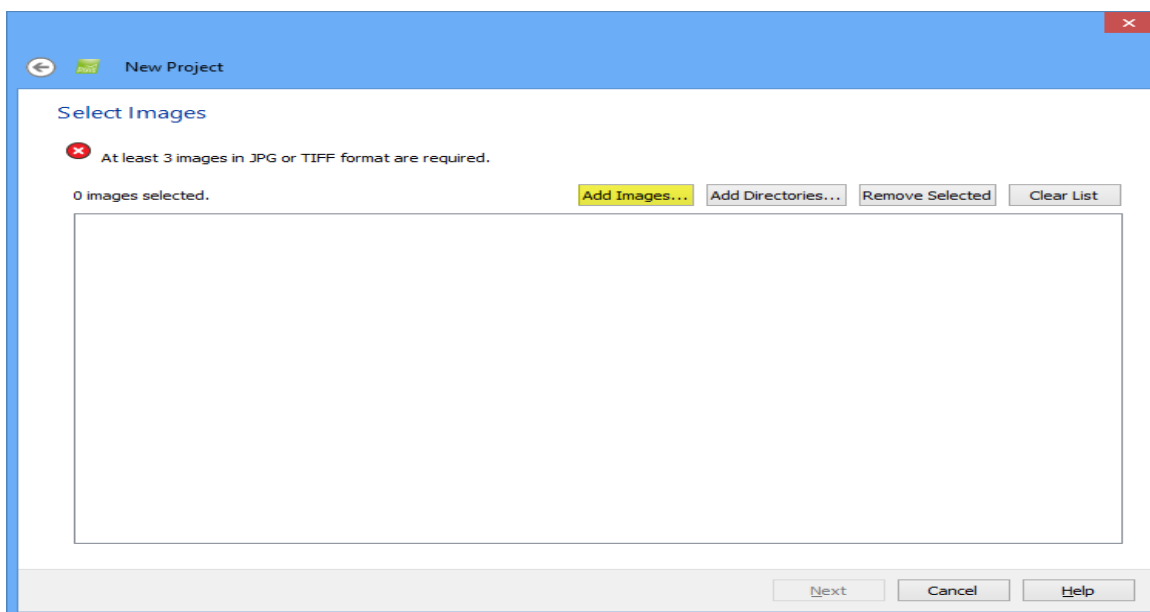 New Project
Select Images
At least 3 images in JPG or TIFF format are required.
0 images selected. Add Images... Add Directories... Remove Selected Clear List
Next Cancel Help